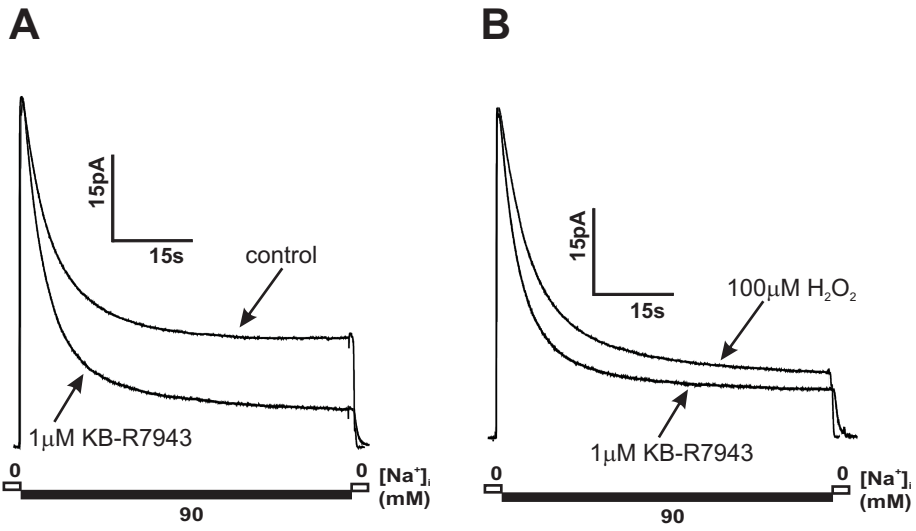 A
15pA
15s
control
1μM KB-R7943
0
0
[Na⁺]ᵢ
(mM)
90
B
15pA
15s
100μM H₂O₂
1μM KB-R7943
0
0
[Na⁺]ᵢ
(mM)
90